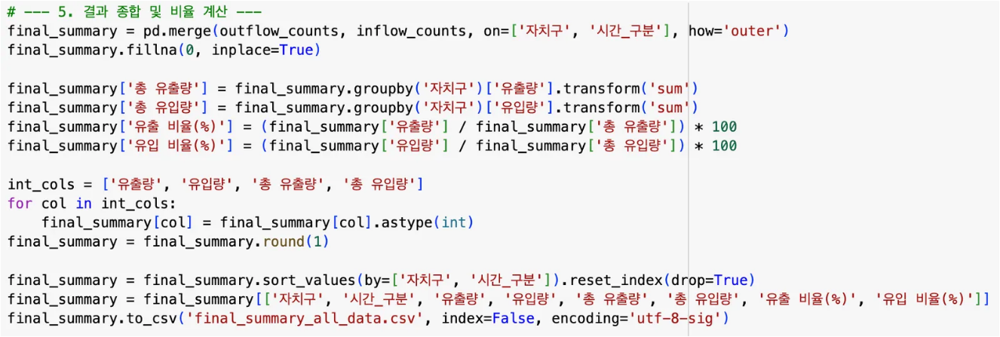 # --- 5. 결과 종합 및 비율 계산 ---
final_summary = pd.merge(outflow_counts, inflow_counts, on=['자치구', '시간_구분'], how='outer')
final_summary.fillna(0, inplace=True)
final_summary['총 유출량'] = final_summary.groupby('자치구')['유출량'].transform('sum')
final_summary['총 유입량'] = final_summary.groupby('자치구')['유입량'].transform('sum')
final_summary['유출 비율(%)'] = (final_summary['유출량'] / final_summary['총 유출량']) * 100
final_summary['유입 비율(%)'] = (final_summary['유입량'] / final_summary['총 유입량']) * 100
int_cols = ['유출량', '유입량', '총 유출량', '총 유입량']
for col in int_cols:
    final_summary[col] = final_summary[col].astype(int)
final_summary = final_summary.round(1)
final_summary = final_summary.sort_values(by=['자치구', '시간_구분']).reset_index(drop=True)
final_summary = final_summary[['자치구', '시간_구분', '유출량', '유입량', '총 유출량', '총 유입량', '유출 비율(%)', '유입 비율(%)']]
final_summary.to_csv('final_summary_all_data.csv', index=False, encoding='utf-8-sig')